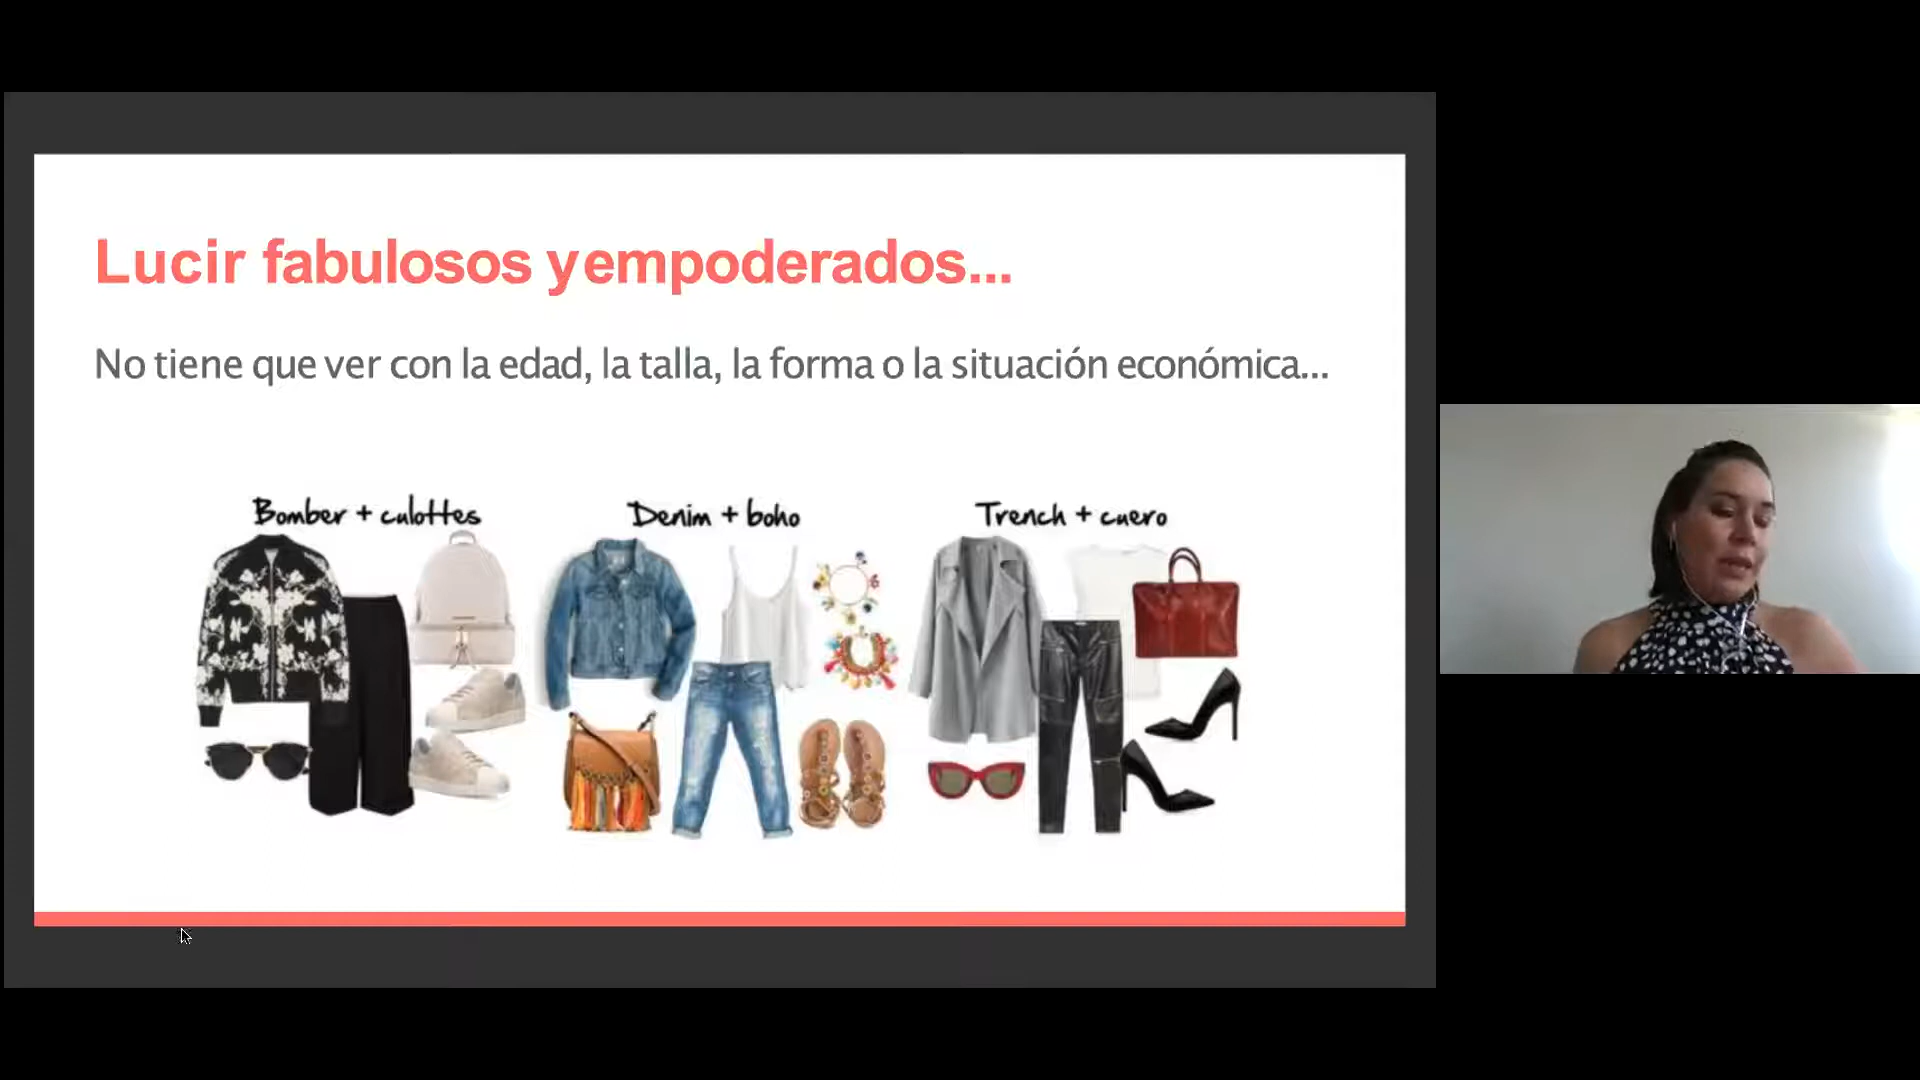 Lucir fabulosos yempoderados...
No tiene que ver con la edad, la talla, la forma o la situación económica...
Bomber + culottes
Denim + boho
Trench + cuero